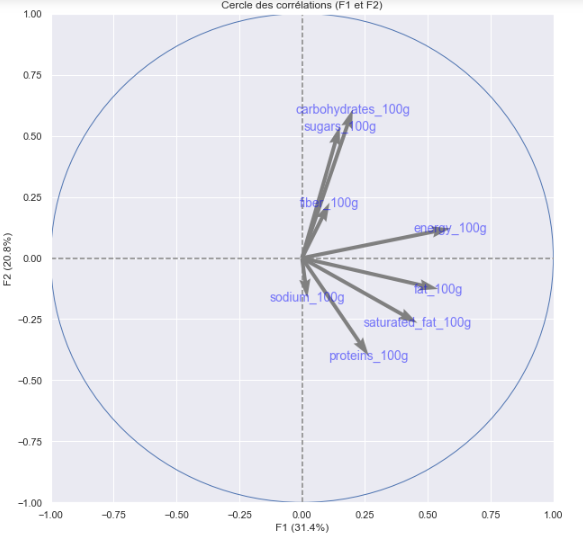 Cercle des corrélations (F1 et F2)
1.00
0.75
carbohydrates_100g
0.50
sugars_100g
0.25
fiber_100g
energy_100g
F2 (20.8%)
0.00
fat_100g
sodium_100g
−0.25
saturated_fat_100g
proteins_100g
−0.50
−0.75
−1.00
−1.00 −0.75 −0.50 −0.25 0.00 0.25 0.50 0.75 1.00
F1 (31.4%)